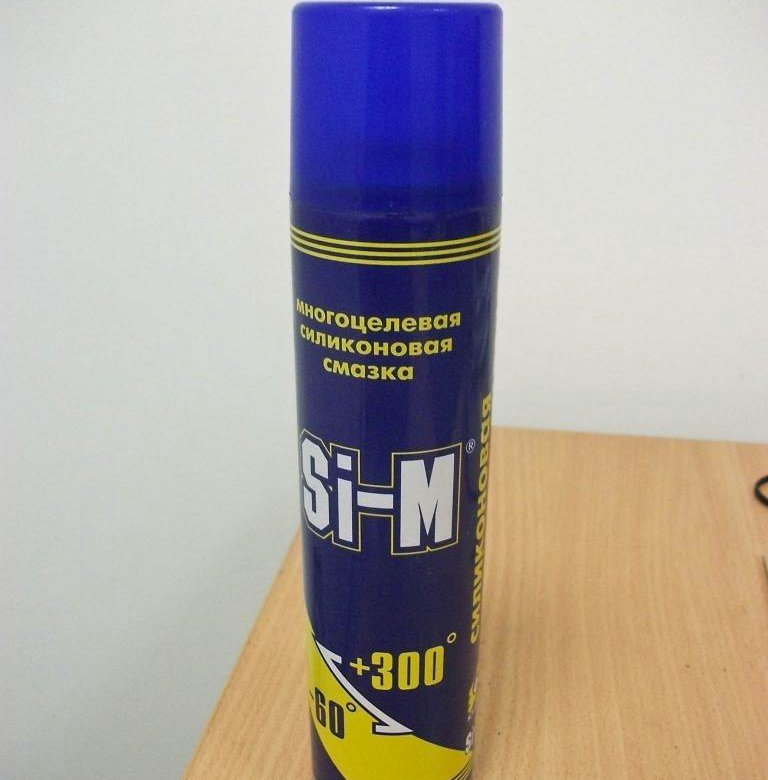 многоцелевая
силиконовая
смазка
Si-M®
+300°
-60°
силиконовая